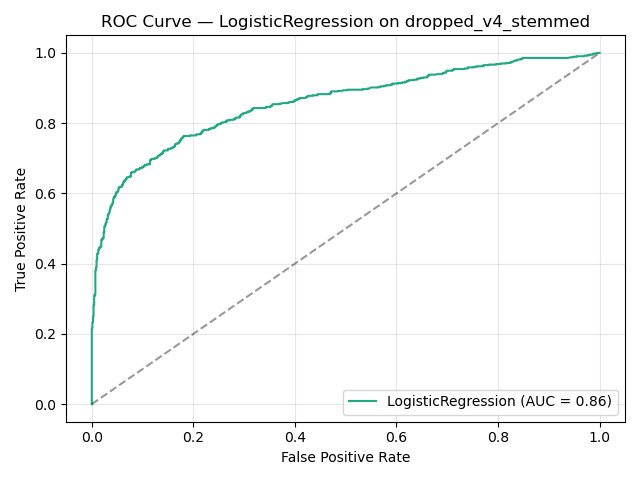 ROC Curve — LogisticRegression on dropped_v4_stemmed
True Positive Rate
1.0
0.8
0.6
0.4
0.2
0.0
0.0 0.2 0.4 0.6 0.8 1.0
False Positive Rate
LogisticRegression (AUC = 0.86)